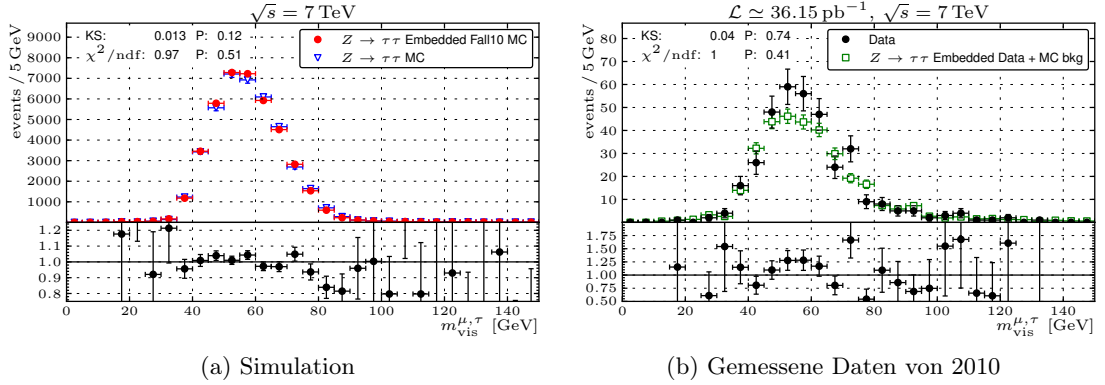 √s = 7 TeV
KS: 0.013 P: 0.12
χ²/ndf: 0.97 P: 0.51
Z → ττ Embedded Fall10 MC
Z → ττ MC
events / 5 GeV
9000
8000
7000
6000
5000
4000
3000
2000
1000
1.2
1.1
1.0
0.9
0.8
0 20 40 60 80 100 120 140
m_vis^μ,τ [GeV]
(a) Simulation
ℒ ≃ 36.15 pb⁻¹, √s = 7 TeV
KS: 0.04 P: 0.74
χ²/ndf: 1 P: 0.41
Data
Z → ττ Embedded Data + MC bkg
events / 5 GeV
80
70
60
50
40
30
20
10
1.75
1.50
1.25
1.00
0.75
0.50
0 20 40 60 80 100 120 140
m_vis^μ,τ [GeV]
(b) Gemessene Daten von 2010